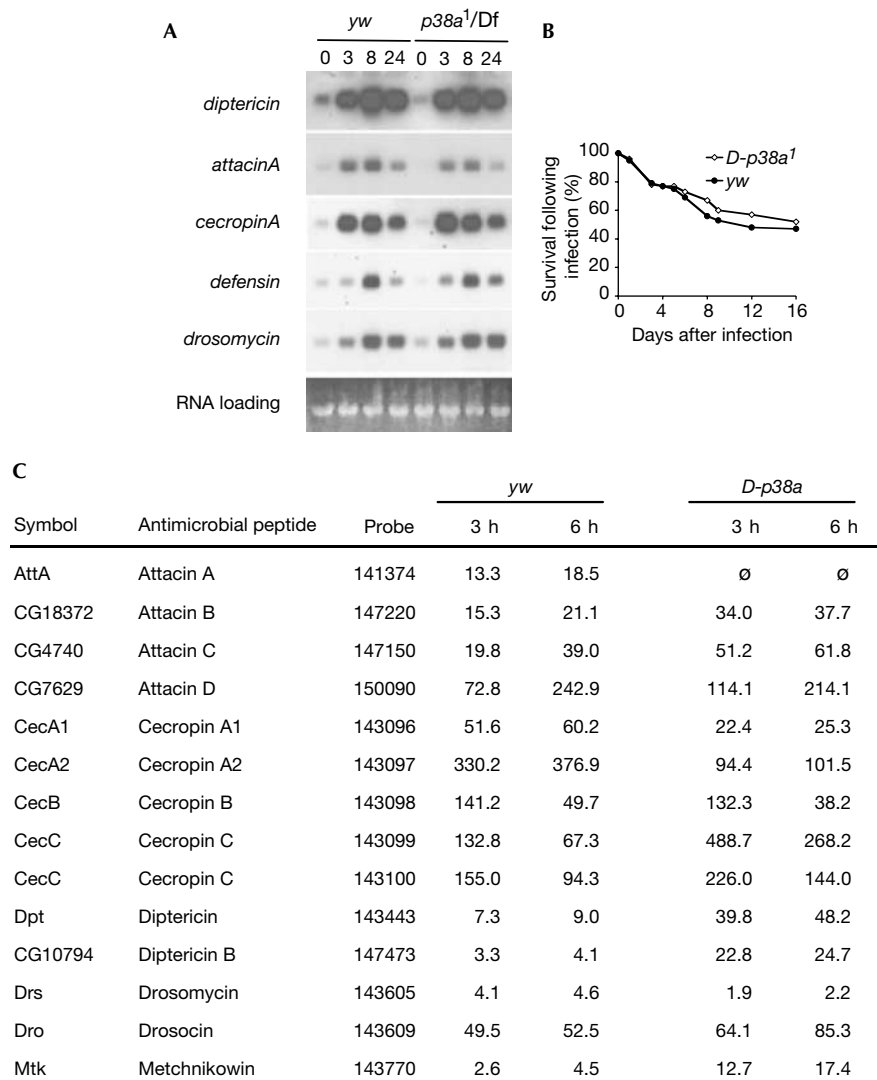 A
yw p38a1/Df
0 3 8 24 0 3 8 24
diptericin
attacinA
cecropinA
defensin
drosomycin
RNA loading
B
Survival following
infection (%)
100
80
60
40
20
0
D-p38a1
yw
0 4 8 12 16
Days after infection
C
yw D-p38a
Symbol Antimicrobial peptide Probe 3 h 6 h 3 h 6 h
AttA Attacin A 141374 13.3 18.5 ø ø
CG18372 Attacin B 147220 15.3 21.1 34.0 37.7
CG4740 Attacin C 147150 19.8 39.0 51.2 61.8
CG7629 Attacin D 150090 72.8 242.9 114.1 214.1
CecA1 Cecropin A1 143096 51.6 60.2 22.4 25.3
CecA2 Cecropin A2 143097 330.2 376.9 94.4 101.5
CecB Cecropin B 143098 141.2 49.7 132.3 38.2
CecC Cecropin C 143099 132.8 67.3 488.7 268.2
CecC Cecropin C 143100 155.0 94.3 226.0 144.0
Dpt Diptericin 143443 7.3 9.0 39.8 48.2
CG10794 Diptericin B 147473 3.3 4.1 22.8 24.7
Drs Drosomycin 143605 4.1 4.6 1.9 2.2
Dro Drosocin 143609 49.5 52.5 64.1 85.3
Mtk Metchnikowin 143770 2.6 4.5 12.7 17.4